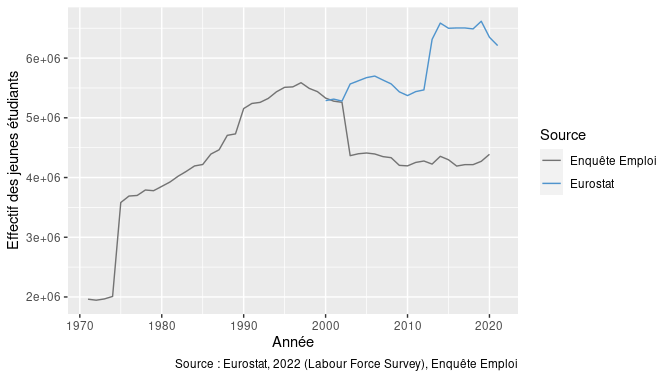 Effectif des jeunes étudiants
6e+06
5e+06
4e+06
3e+06
2e+06
1970 1980 1990 2000 2010 2020
Année
Source
Enquête Emploi
Eurostat
Source : Eurostat, 2022 (Labour Force Survey), Enquête Emploi